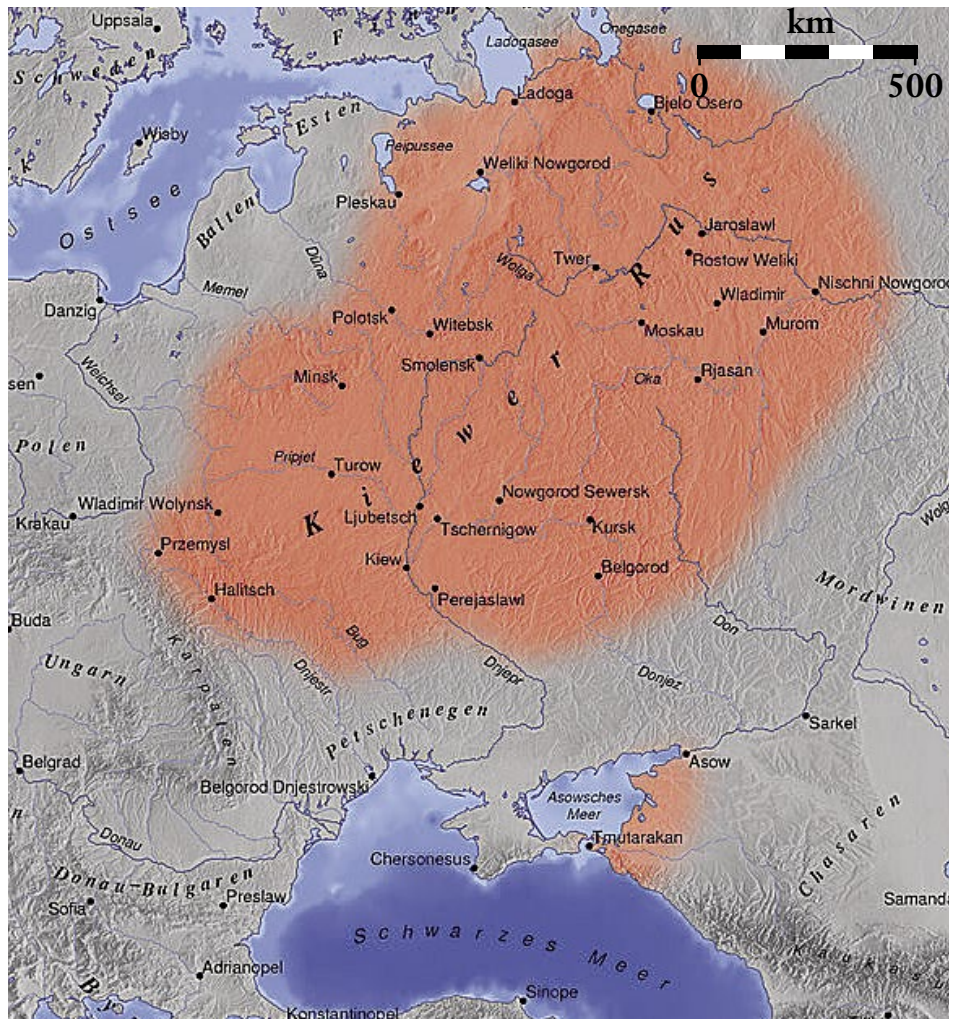 km
0
500
Uppsala
F
Ladogasee
Onegasee
Schweden
Ladoga
Bjelo Osero
Esten
Wisby
Peipussee
Weliki Nowgorod
k
Pleskau
Ostsee
Balten
Düna
Jaroslawl
Wolga
Twer
Rostow Weliki
Memel
Nischni Nowgorod
Danzig
Wladimir
Polotsk
Witebsk
Moskau
Murom
Smolensk
Weichsel
Minsk
Oka
Rjasan
sen
Kiewer Rus
Polen
Pripjet
Turow
Nowgorod Sewersk
Wladimir Wolynsk
Ljubetsch
Krakau
Tschernigow
Kursk
Wolg
Przemysl
Kiew
Belgorod
Halitsch
Perejaslawl
Mordwinen
Buda
Bug
Don
Karpaten
Ungarn
Dnjestr
Dnjepr
Donjez
Petschenegen
Sarkel
Belgrad
Asow
Belgorod Dnjestrowski
Asowsches
Meer
n
Donau
Tmutarakan
Chersonesus
Chasaren
Donau-Bulgaren
Preslaw
Sofia
Samanda
Schwarzes Meer
Kaukas
Adrianopel
By
Sinope
Konstantinopel